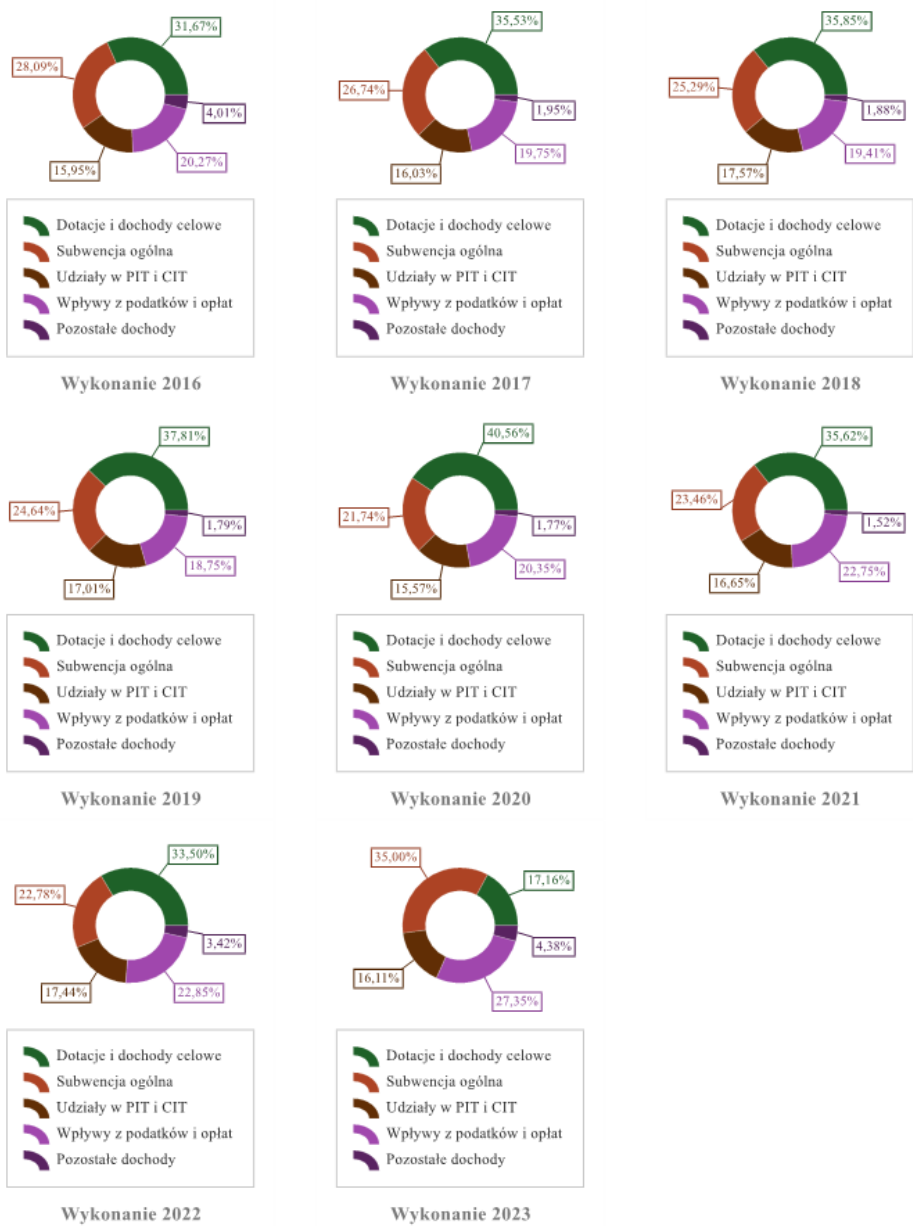 31,67%
28,09%
4,01%
20,27%
15,95%
Dotacje i dochody celowe
Subwencja ogólna
Udziały w PIT i CIT
Wpływy z podatków i opłat
Pozostałe dochody
Wykonanie 2016
35,53%
26,74%
1,95%
19,75%
16,03%
Dotacje i dochody celowe
Subwencja ogólna
Udziały w PIT i CIT
Wpływy z podatków i opłat
Pozostałe dochody
Wykonanie 2017
35,85%
25,29%
1,88%
19,41%
17,57%
Dotacje i dochody celowe
Subwencja ogólna
Udziały w PIT i CIT
Wpływy z podatków i opłat
Pozostałe dochody
Wykonanie 2018
37,81%
24,64%
1,79%
18,75%
17,01%
Dotacje i dochody celowe
Subwencja ogólna
Udziały w PIT i CIT
Wpływy z podatków i opłat
Pozostałe dochody
Wykonanie 2019
40,56%
21,74%
1,77%
20,35%
15,57%
Dotacje i dochody celowe
Subwencja ogólna
Udziały w PIT i CIT
Wpływy z podatków i opłat
Pozostałe dochody
Wykonanie 2020
35,62%
23,46%
1,52%
22,75%
16,65%
Dotacje i dochody celowe
Subwencja ogólna
Udziały w PIT i CIT
Wpływy z podatków i opłat
Pozostałe dochody
Wykonanie 2021
33,50%
22,78%
3,42%
17,44%
22,85%
Dotacje i dochody celowe
Subwencja ogólna
Udziały w PIT i CIT
Wpływy z podatków i opłat
Pozostałe dochody
Wykonanie 2022
35,00%
17,16%
4,38%
16,11%
27,35%
Dotacje i dochody celowe
Subwencja ogólna
Udziały w PIT i CIT
Wpływy z podatków i opłat
Pozostałe dochody
Wykonanie 2023